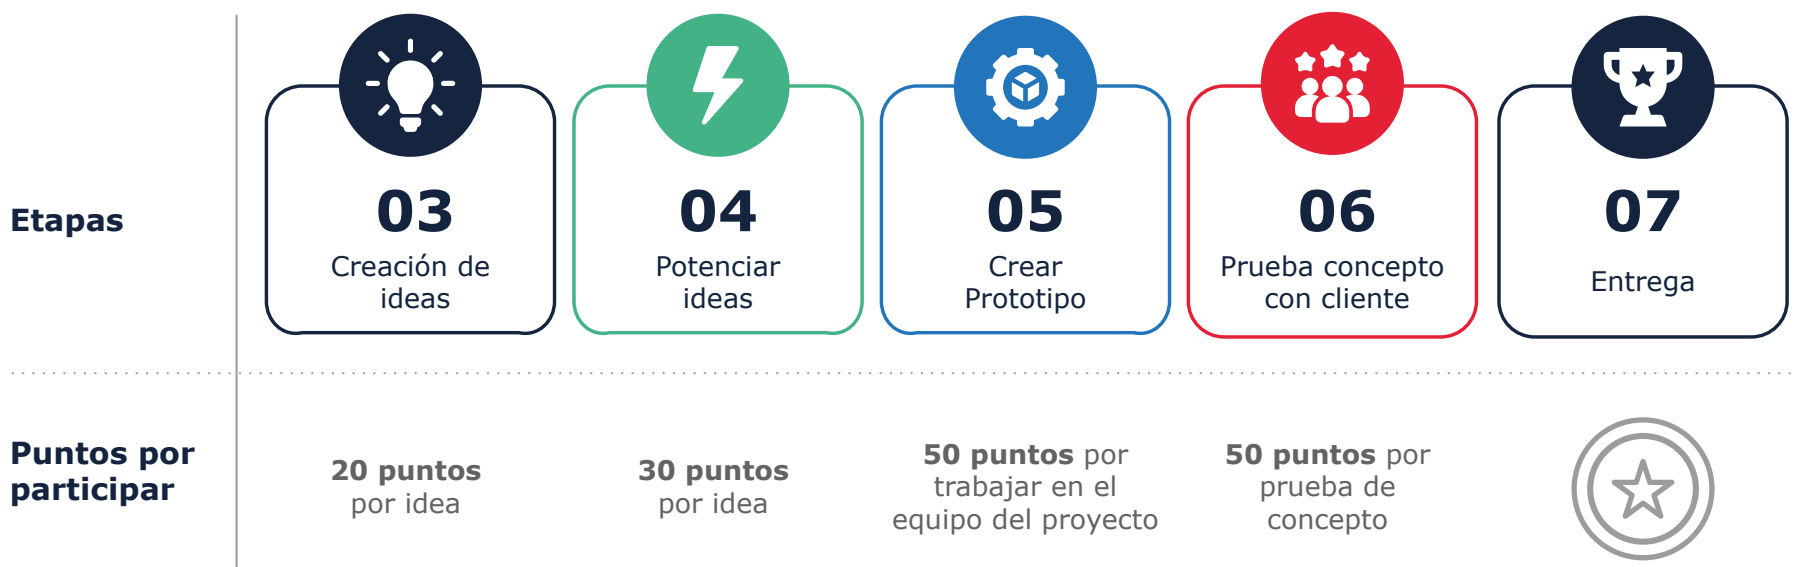 Etapas
03
Creación de
ideas
04
Potenciar
ideas
05
Crear
Prototipo
06
Prueba concepto
con cliente
07
Entrega
Puntos por
participar
20 puntos
por idea
30 puntos
por idea
50 puntos por
trabajar en el
equipo del proyecto
50 puntos por
prueba de
concepto